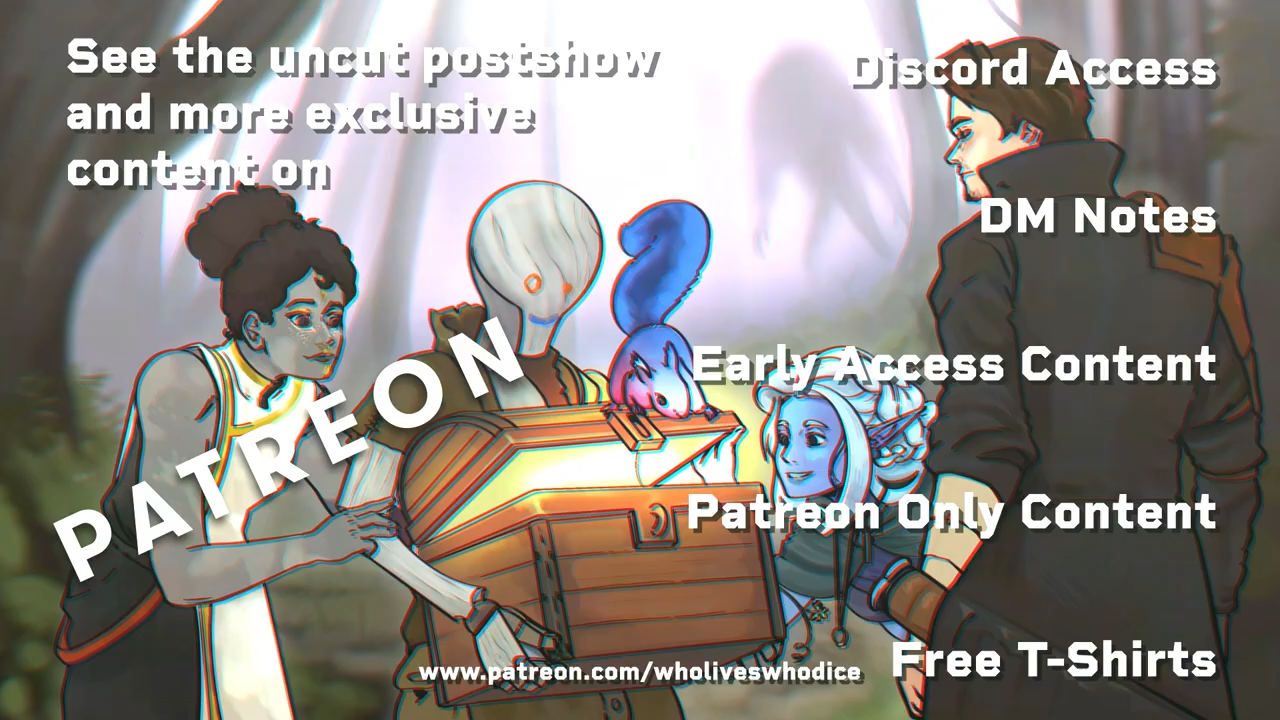 See the uncut postshow
and more exclusive
content on
PATREON
Discord Access
DM Notes
Early Access Content
Patreon Only Content
Free T-Shirts
www.patreon.com/wholiveswhodice